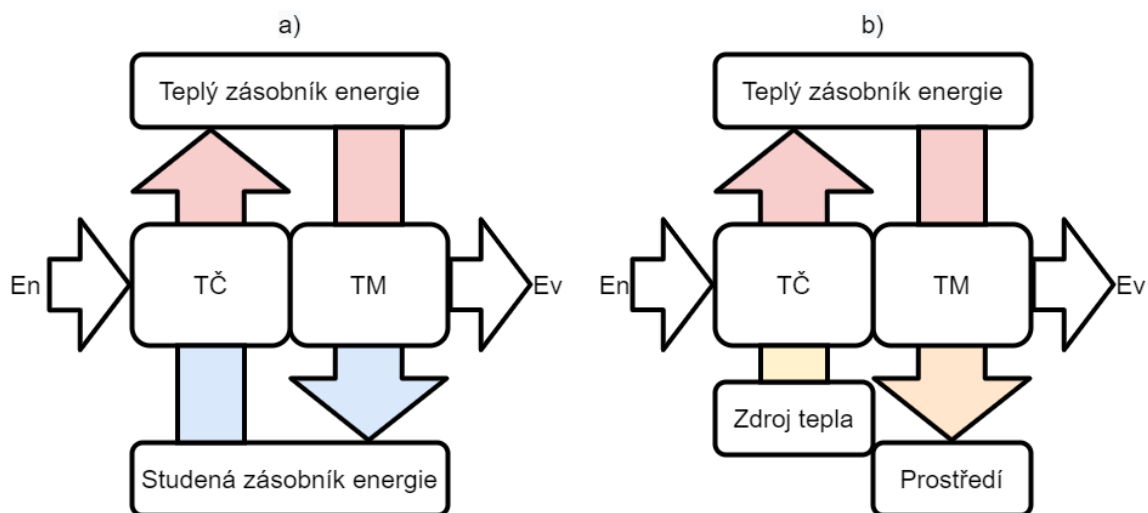 a)
Teplý zásobník energie
En
TČ
TM
Ev
Studená zásobník energie
b)
Teplý zásobník energie
En
TČ
TM
Ev
Zdroj tepla
Prostředí